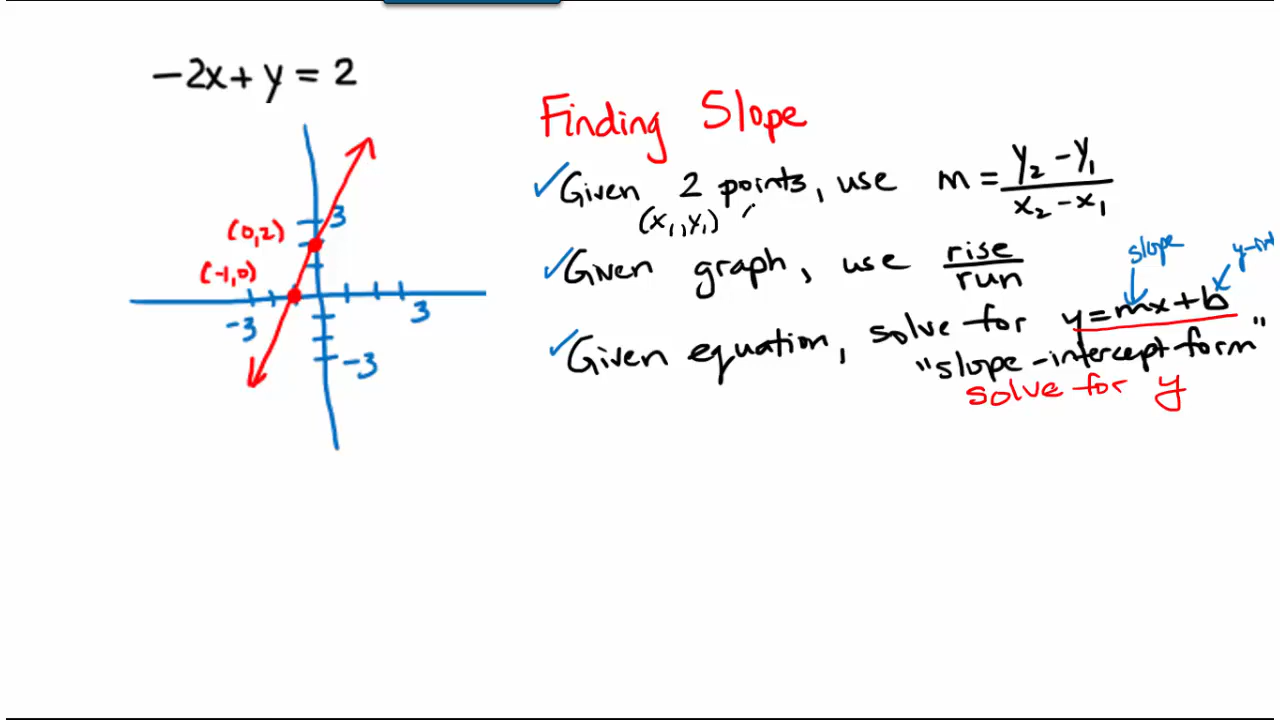 -2x + y = 2
Finding Slope
Given 2 points, use m = y₂ - y₁ / x₂ - x₁
(x₁, y₁)
Given graph, use rise / run
slope
Given equation, solve for y = mx + b
"slope-intercept form"
solve for y
3
(0,2)
(-1,0)
-3
3
-3